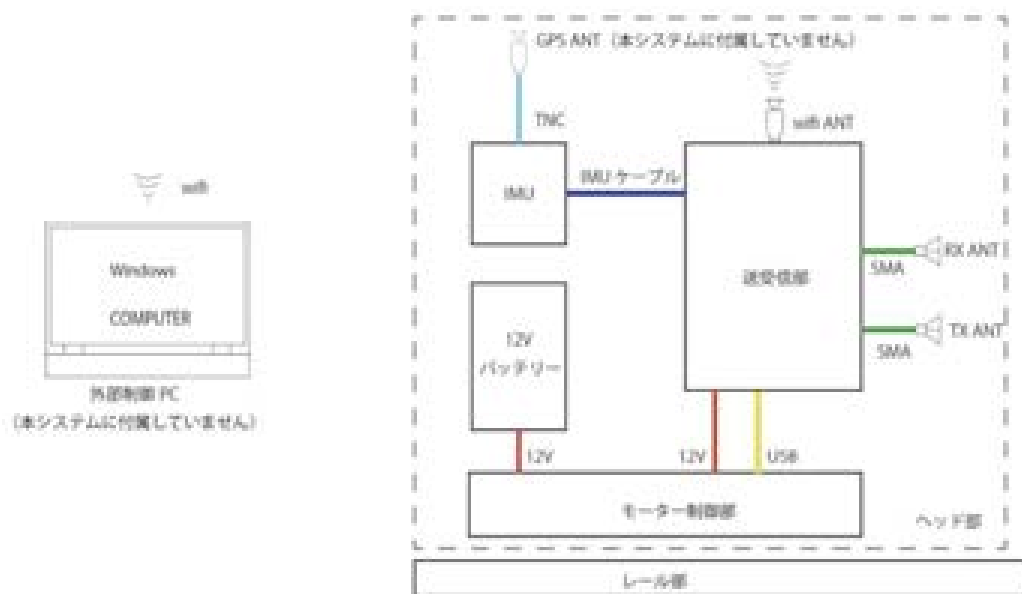 GPS ANT（本システムに付属していません）
wifi ANT
TNC
IMU
IMU ケーブル
wifi
Windows
COMPUTER
外部制御 PC
（本システムに付属していません）
送受信部
RX ANT
SMA
TX ANT
SMA
12V
バッテリー
12V
12V
USB
モーター制御部
ヘッド部
レール部